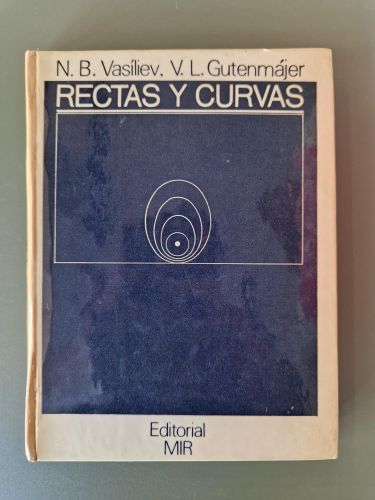 N. B. Vasíliev, V. L. Gutenmájer
RECTAS Y CURVAS
Editorial
MIR